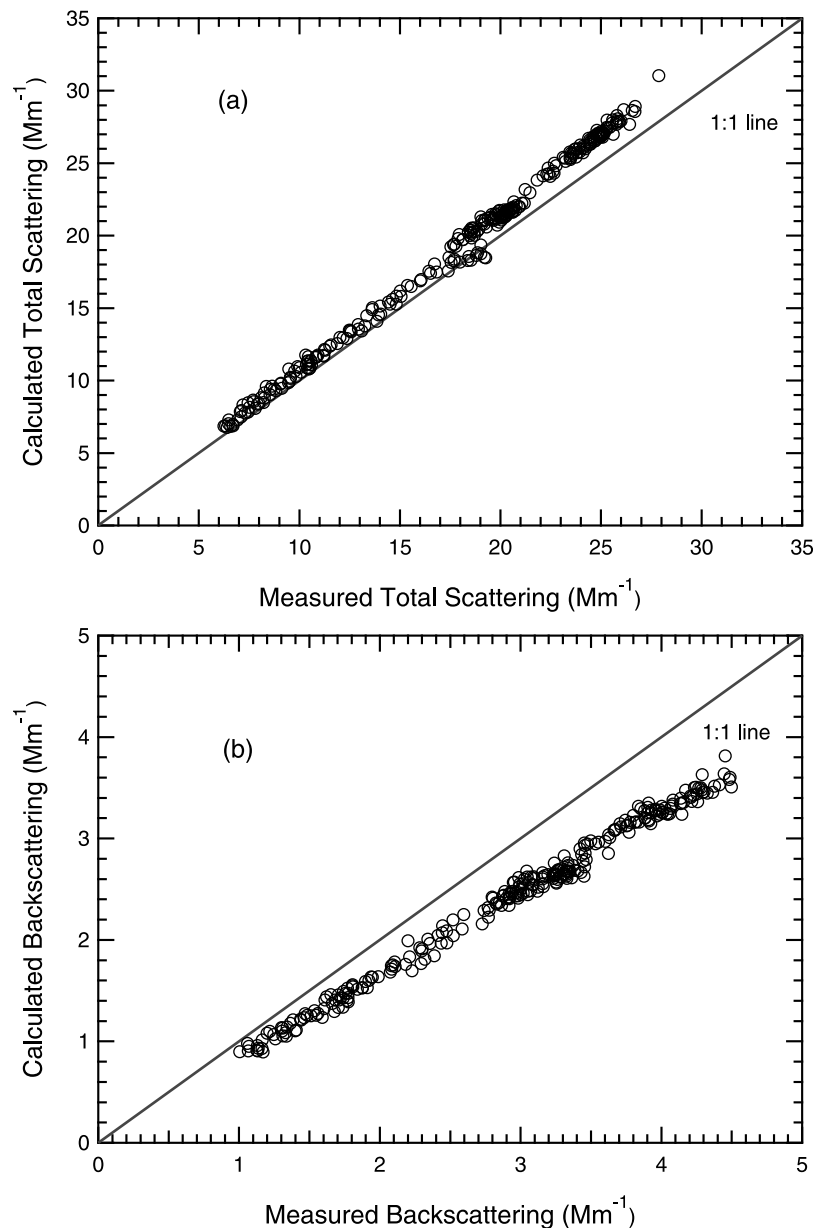 35
30
25
20
15
10
5
0
Calculated Total Scattering (Mm⁻¹)
(a)
1:1 line
0 5 10 15 20 25 30 35
Measured Total Scattering (Mm⁻¹)
5
4
3
2
1
0
Calculated Backscattering (Mm⁻¹)
(b)
1:1 line
0 1 2 3 4 5
Measured Backscattering (Mm⁻¹)